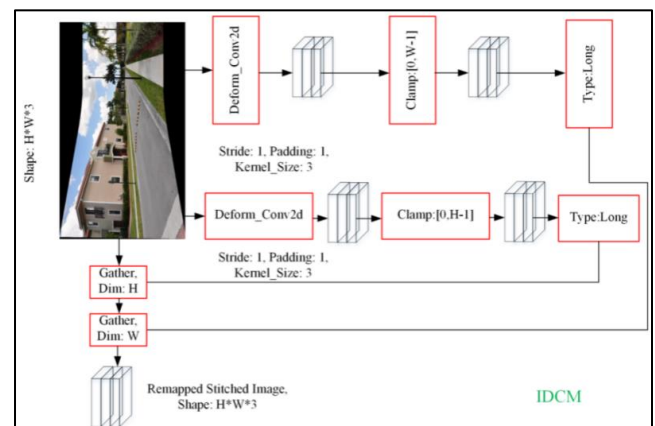 Shape: H*W*3
Deform_Conv2d
Clamp:[0,W-1]
Type:Long
Stride: 1, Padding: 1,
Kernel_Size: 3
Deform_Conv2d
Clamp:[0,H-1]
Type:Long
Stride: 1, Padding: 1,
Kernel_Size: 3
Gather,
Dim: H
Gather,
Dim: W
Remapped Stitched Image,
Shape: H*W*3
IDCM